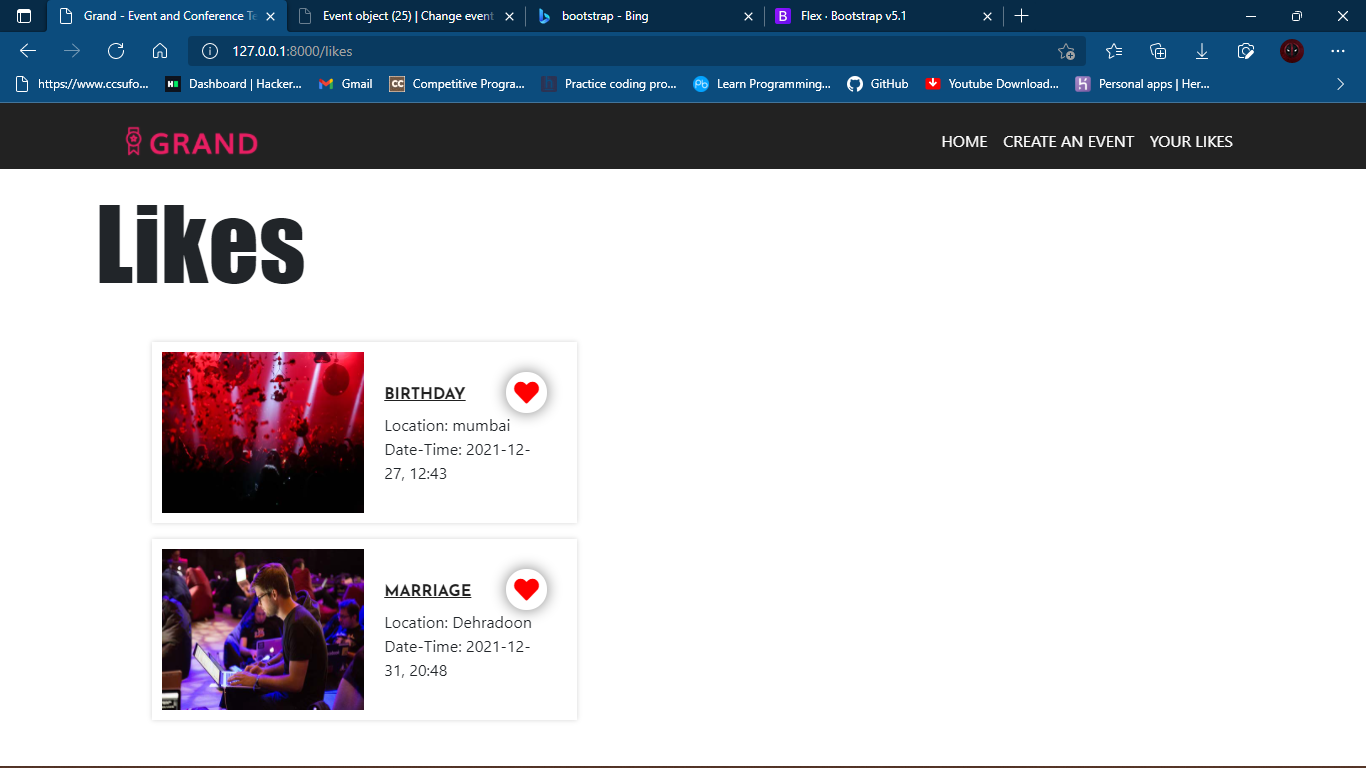 Grand - Event and Conference Te
Event object (25) | Change event
bootstrap - Bing
B Flex · Bootstrap v5.1
127.0.0.1:8000/likes
https://www.ccsufo...
Dashboard | Hacker...
Gmail
CC Competitive Progra...
Practice coding pro...
Pb Learn Programming...
GitHub
Youtube Download...
Personal apps | Her...
GRAND
HOME CREATE AN EVENT YOUR LIKES
Likes
BIRTHDAY
Location: mumbai
Date-Time: 2021-12-
27, 12:43
MARRIAGE
Location: Dehradoon
Date-Time: 2021-12-
31, 20:48